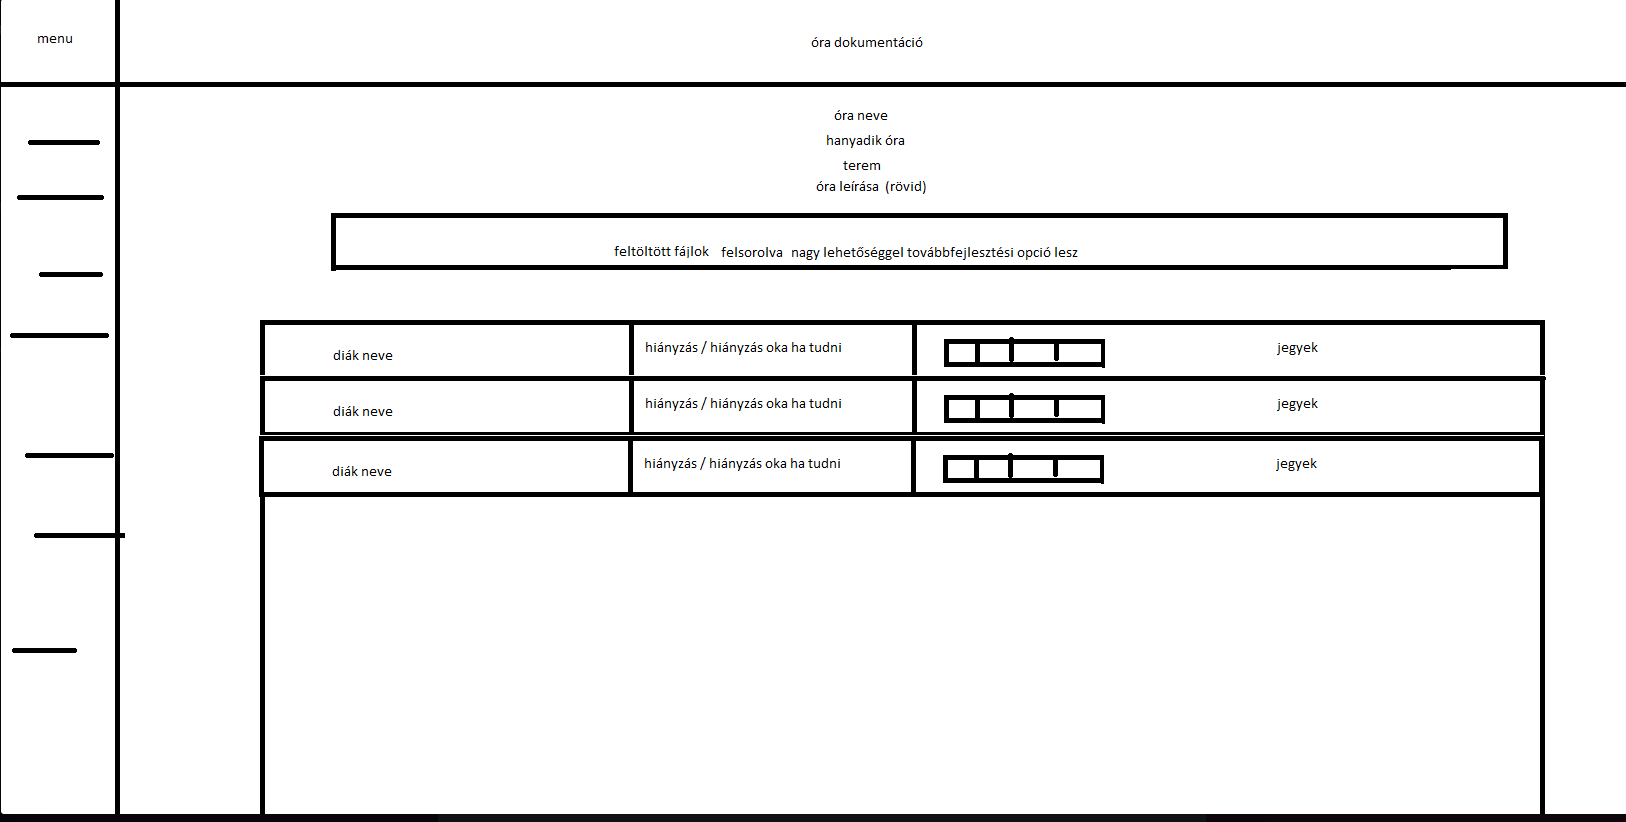 menu
óra dokumentáció
óra neve
hanyadik óra
terem
óra leírása (rövid)
feltöltött fájlok felsorolva nagy lehetőséggel továbbfejlesztési opció lesz
diák neve hiányzás / hiányzás oka ha tudni jegyek
diák neve hiányzás / hiányzás oka ha tudni jegyek
diák neve hiányzás / hiányzás oka ha tudni jegyek